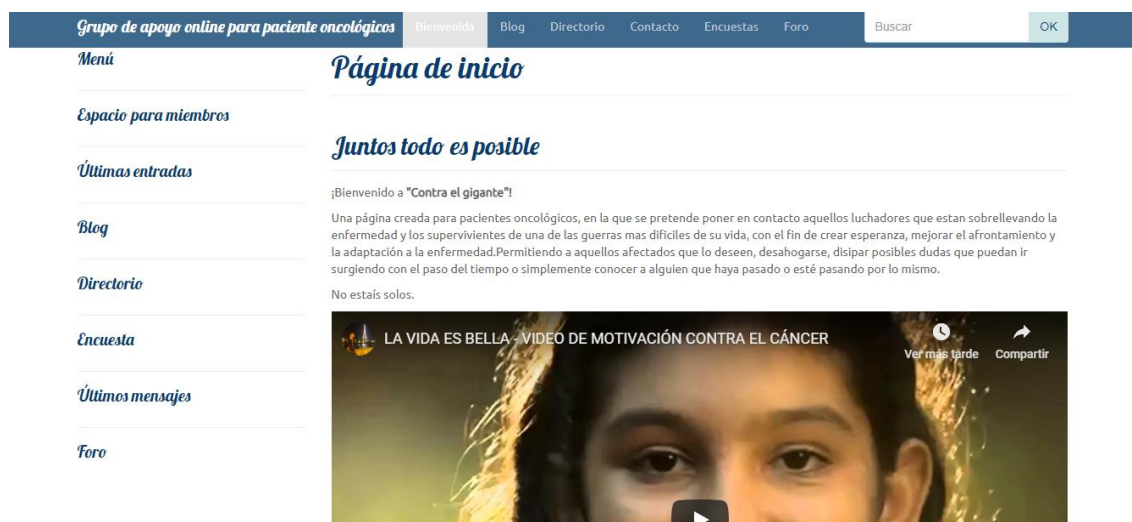 Grupo de apoyo online para paciente oncológicos Bienvenida Blog Directorio Contacto Encuestas Foro Buscar OK
Menú
Espacio para miembros
Últimas entradas
Blog
Directorio
Encuesta
Últimos mensajes
Foro
Página de inicio
Juntos todo es posible
¡Bienvenido a "Contra el gigante"!
Una página creada para pacientes oncológicos, en la que se pretende poner en contacto aquellos luchadores que estan sobrellevando la
enfermedad y los supervivientes de una de las guerras mas dificiles de su vida, con el fin de crear esperanza, mejorar el afrontamiento y
la adaptación a la enfermedad.Permitiendo a aquellos afectados que lo deseen, desahogarse, disipar posibles dudas que puedan ir
surgiendo con el paso del tiempo o simplemente conocer a alguien que haya pasado o esté pasando por lo mismo.
No estaís solos.
LA VIDA ES BELLA - VIDEO DE MOTIVACIÓN CONTRA EL CÁNCER
Ver más tarde Compartir